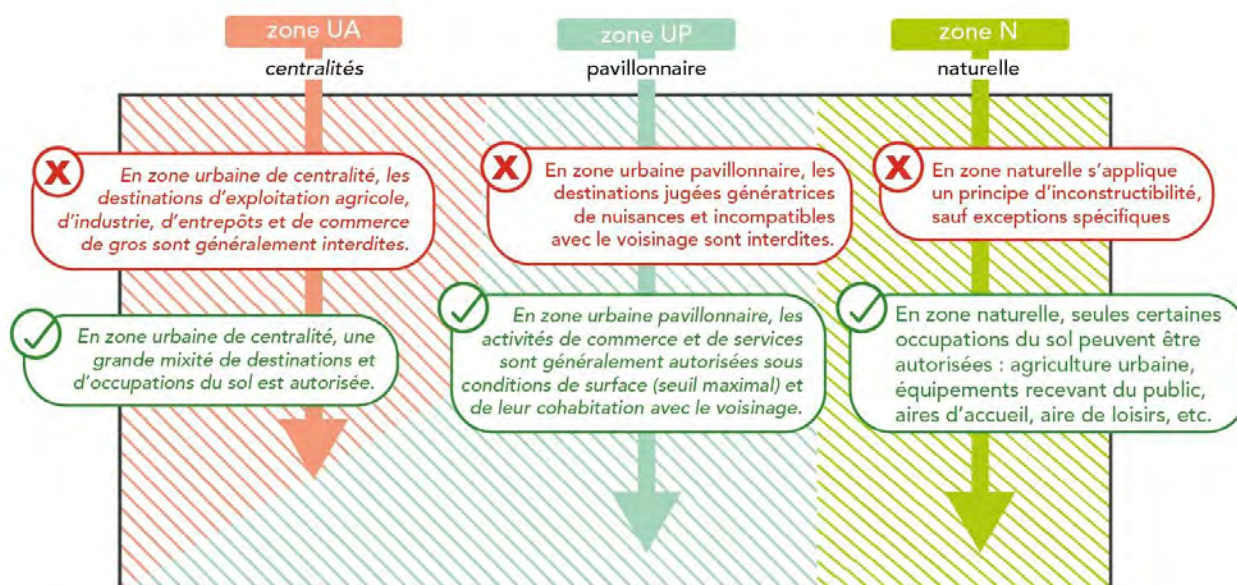 zone UA
centralités
En zone urbaine de centralité, les
destinations d'exploitation agricole,
d'industrie, d'entrepôts et de commerce
de gros sont généralement interdites.
En zone urbaine de centralité, une
grande mixité de destinations et
d'occupations du sol est autorisée.
zone UP
pavillonnaire
En zone urbaine pavillonnaire, les
destinations jugées génératrices
de nuisances et incompatibles
avec le voisinage sont interdites.
En zone urbaine pavillonnaire, les
activités de commerce et de services
sont généralement autorisées sous
conditions de surface (seuil maximal) et
de leur cohabitation avec le voisinage.
zone N
naturelle
En zone naturelle s'applique
un principe d'inconstructibilité,
sauf exceptions spécifiques
En zone naturelle, seules certaines
occupations du sol peuvent être
autorisées : agriculture urbaine,
équipements recevant du public,
aires d'accueil, aire de loisirs, etc.